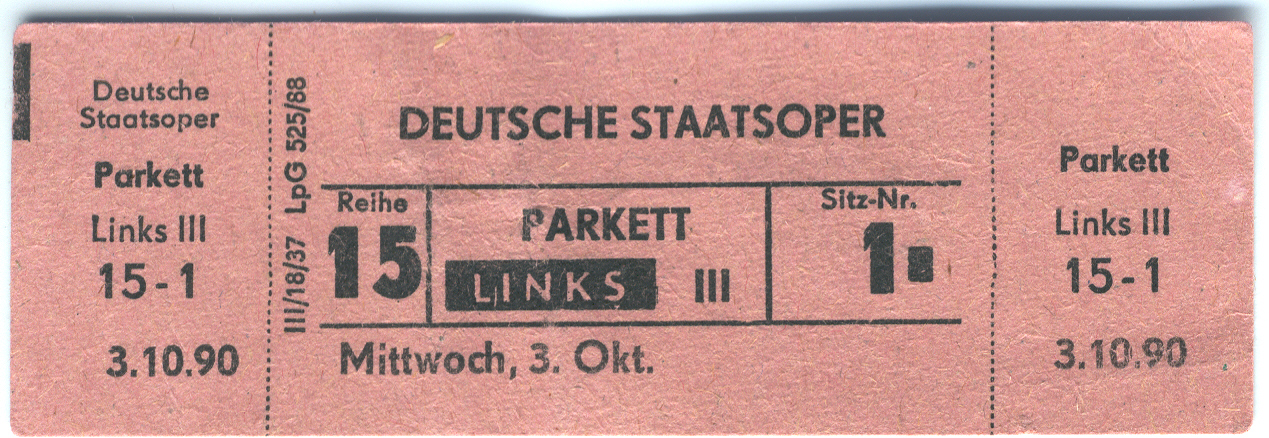 Deutsche
Staatsoper
Parkett
Links III
15-1
3.10.90
III/18/37 LpG 525/88
DEUTSCHE STAATSOPER
Reihe
15
PARKETT
LINKS III
Sitz-Nr.
1
Mittwoch, 3. Okt.
Parkett
Links III
15-1
3.10.90